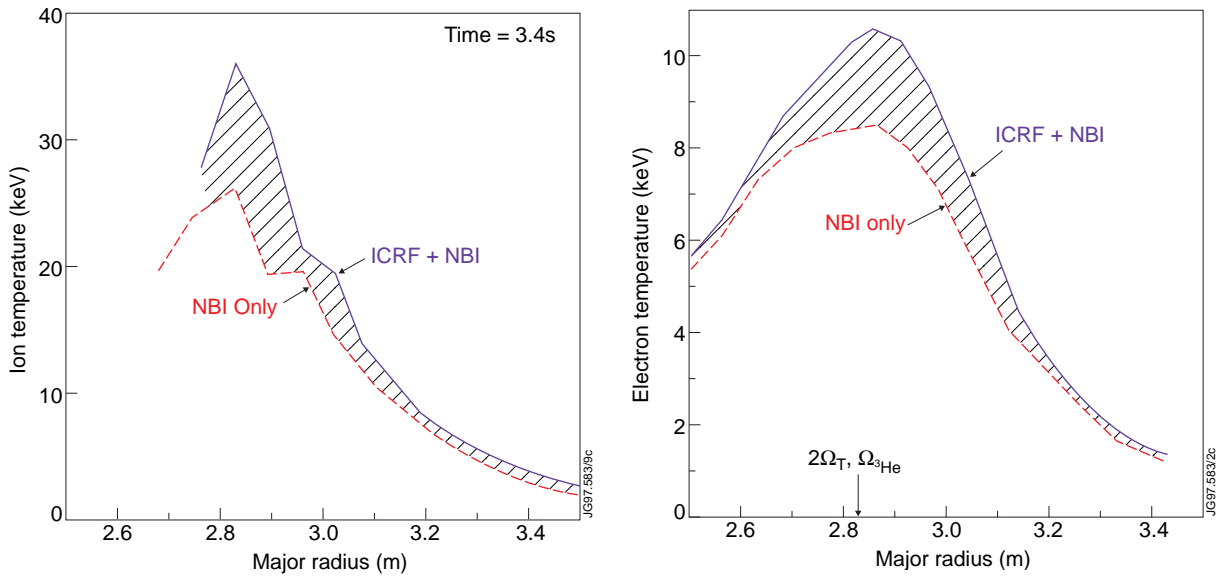 40
30
20
10
0
Ion temperature (keV)
Time = 3.4s
ICRF + NBI
NBI Only
2.6
2.8
3.0
3.2
3.4
Major radius (m)
JG97.583/9c
10
8
6
4
2
0
Electron temperature (keV)
ICRF + NBI
NBI only
2Ω_T, Ω_³He
2.6
2.8
3.0
3.2
3.4
Major radius (m)
JG97.583/2c